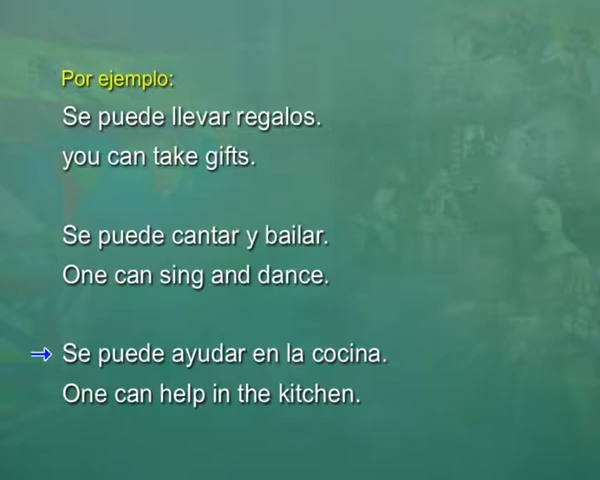 Por ejemplo:
Se puede llevar regalos.
you can take gifts.
Se puede cantar y bailar.
One can sing and dance.
Se puede ayudar en la cocina.
One can help in the kitchen.